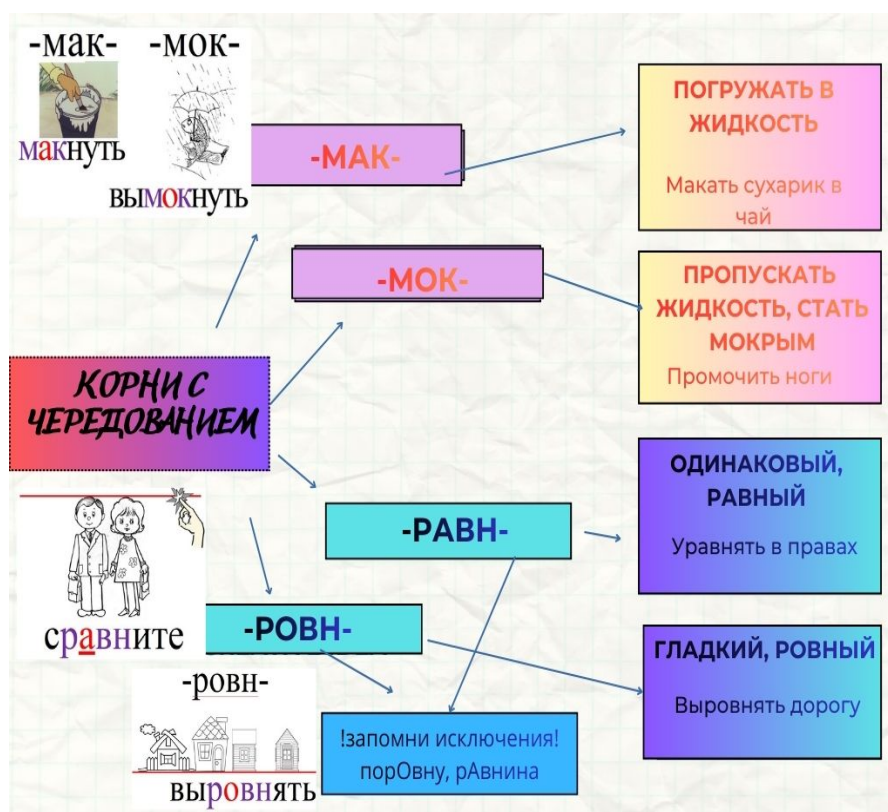 -мак- -мок-
макнуть
вымокнуть
-МАК-
ПОГРУЖАТЬ В
ЖИДКОСТЬ
Макать сухарик в
чай
-МОК-
ПРОПУСКАТЬ
ЖИДКОСТЬ, СТАТЬ
МОКРЫМ
Промочить ноги
КОРНИ С
ЧЕРЕДОВАНИЕМ
-РАВН-
ОДИНАКОВЫЙ,
РАВНЫЙ
Уравнять в правах
сравните
-РОВН-
ГЛАДКИЙ, РОВНЫЙ
Выровнять дорогу
-ровн-
выровнять
!запомни исключения!
порОвну, рАвнина